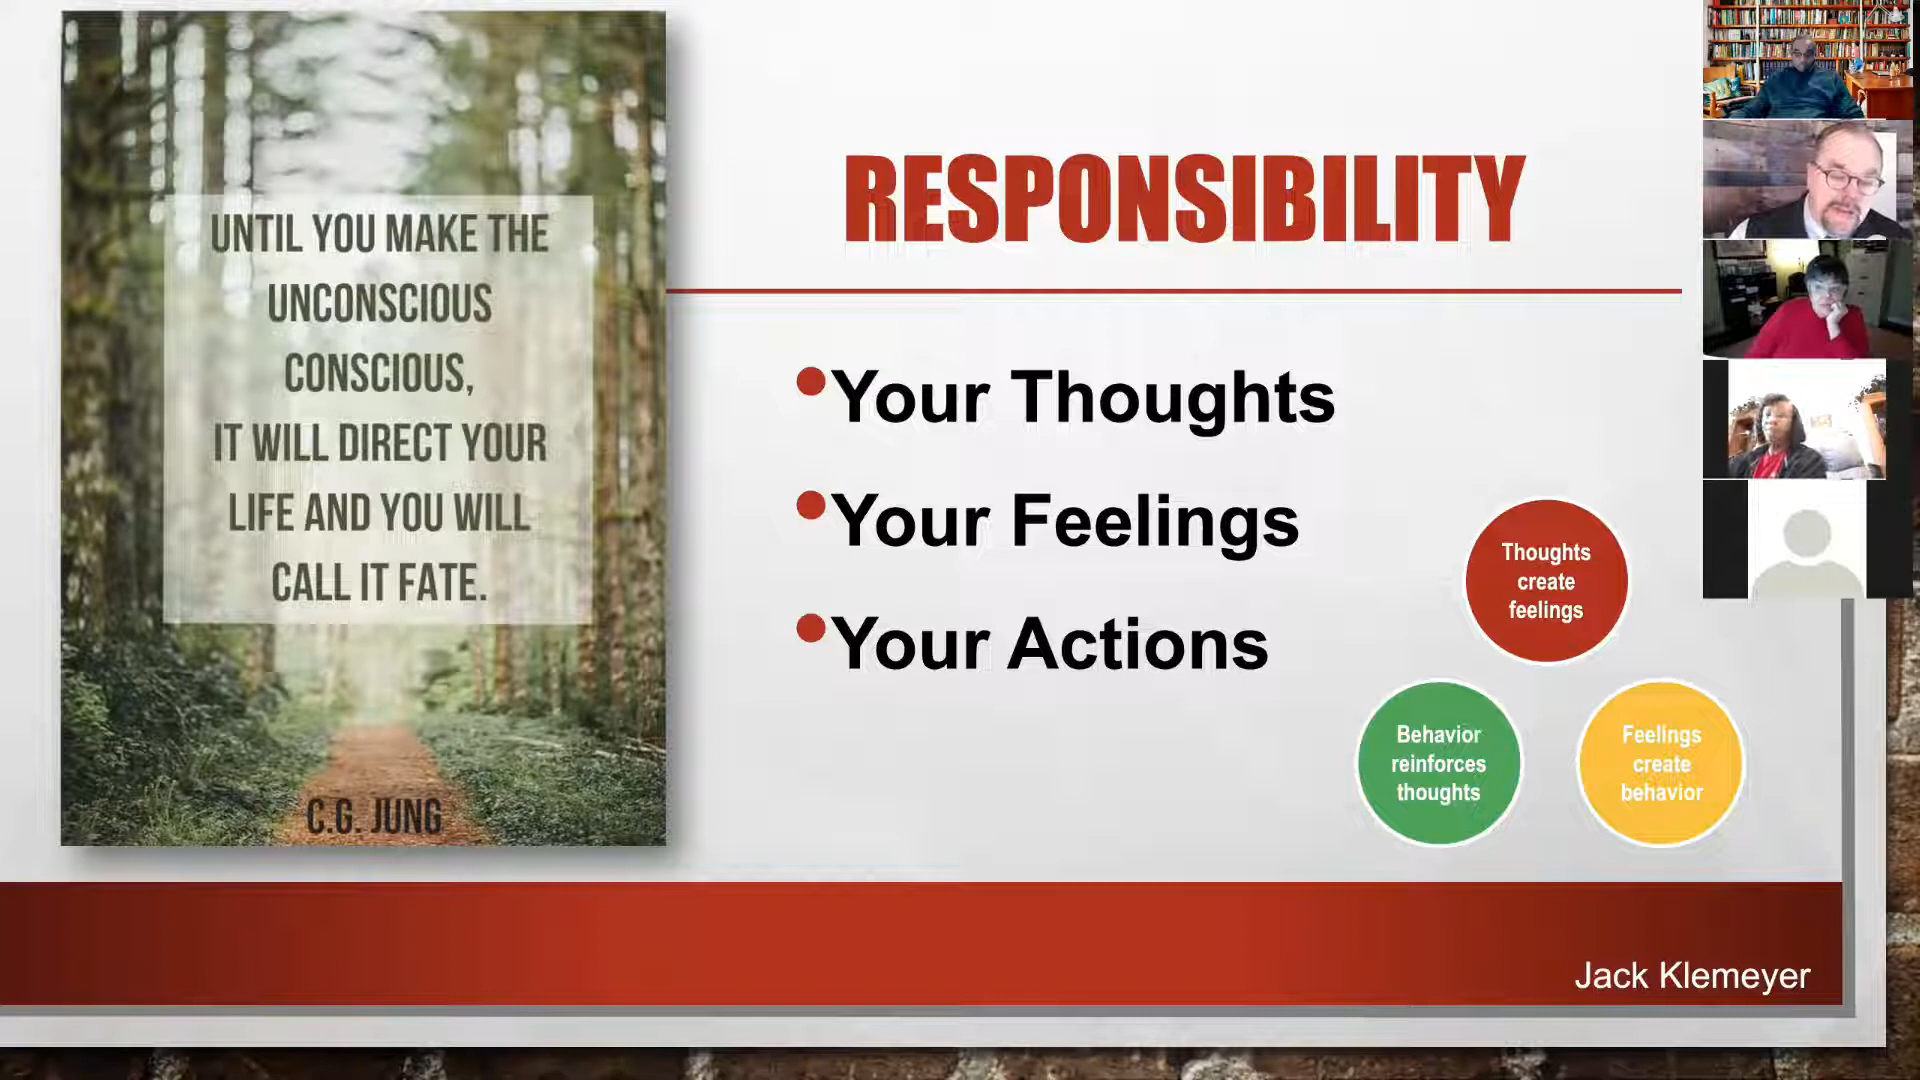 UNTIL YOU MAKE THE
UNCONSCIOUS
CONSCIOUS,
IT WILL DIRECT YOUR
LIFE AND YOU WILL
CALL IT FATE.
C.G. JUNG
RESPONSIBILITY
•Your Thoughts
•Your Feelings
•Your Actions
Thoughts
create
feelings
Behavior
reinforces
thoughts
Feelings
create
behavior
Jack Klemeyer